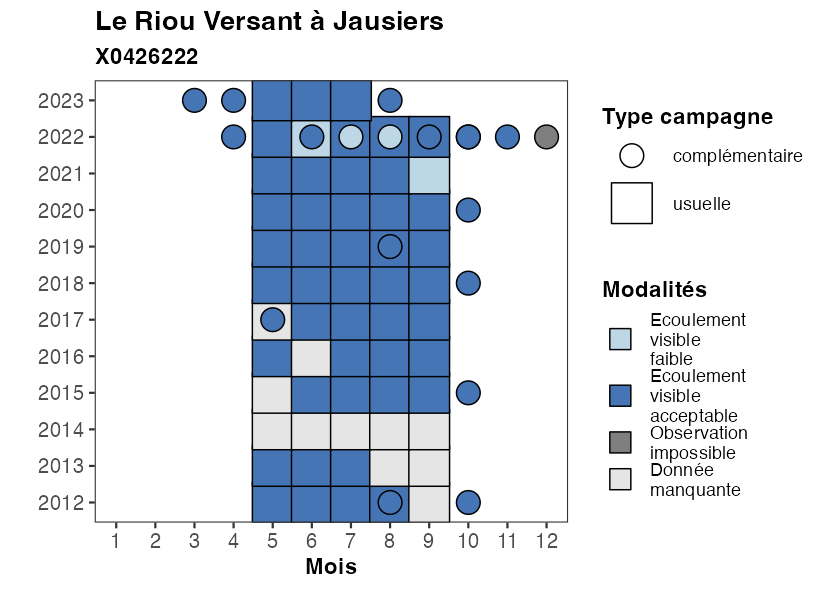 Le Riou Versant à Jausiers
X0426222
2023
2022
2021
2020
2019
2018
2017
2016
2015
2014
2013
2012
1 2 3 4 5 6 7 8 9 10 11 12
Mois
Type campagne
complémentaire
usuelle
Modalités
Ecoulement
visible
faible
Ecoulement
visible
acceptable
Observation
impossible
Donnée
manquante